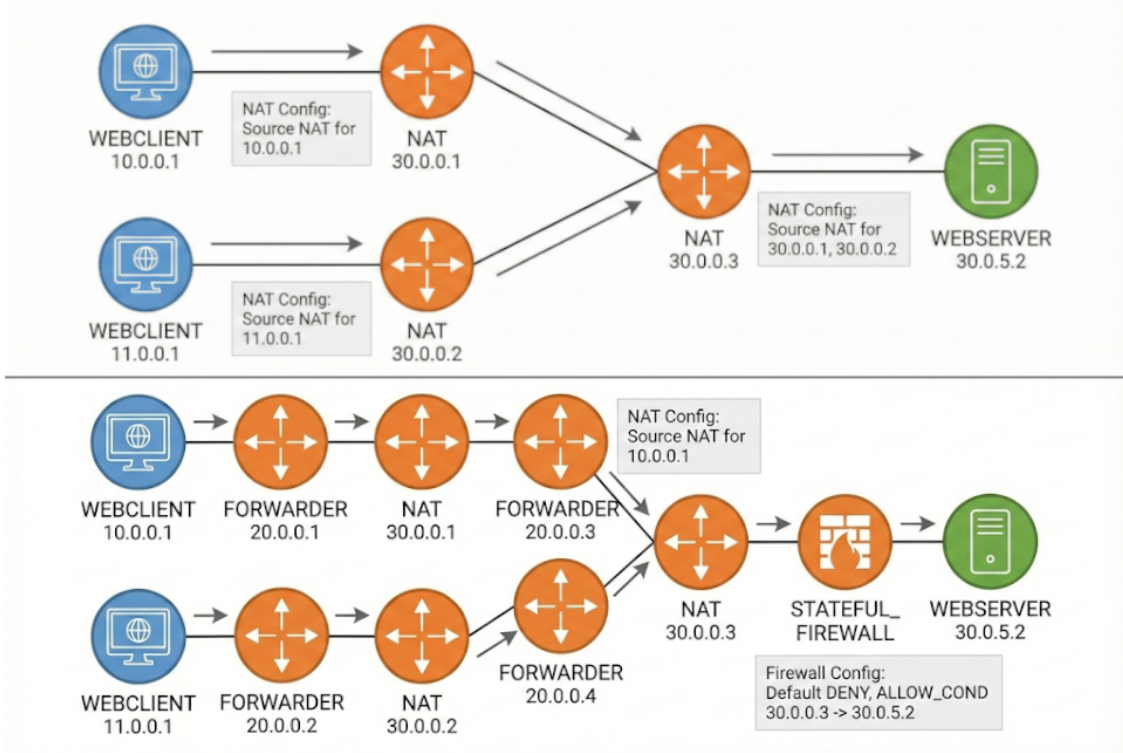 WEBCLIENT
10.0.0.1
NAT Config:
Source NAT for
10.0.0.1
NAT
30.0.0.1
WEBCLIENT
11.0.0.1
NAT Config:
Source NAT for
11.0.0.1
NAT
30.0.0.2
NAT
30.0.0.3
NAT Config:
Source NAT for
30.0.0.1, 30.0.0.2
WEBSERVER
30.0.5.2
WEBCLIENT
10.0.0.1
FORWARDER
20.0.0.1
NAT
30.0.0.1
FORWARDER
20.0.0.3
NAT Config:
Source NAT for
10.0.0.1
WEBCLIENT
11.0.0.1
FORWARDER
20.0.0.2
NAT
30.0.0.2
FORWARDER
20.0.0.4
NAT
30.0.0.3
STATEFUL_
FIREWALL
WEBSERVER
30.0.5.2
Firewall Config:
Default DENY, ALLOW_COND
30.0.0.3 -> 30.0.5.2